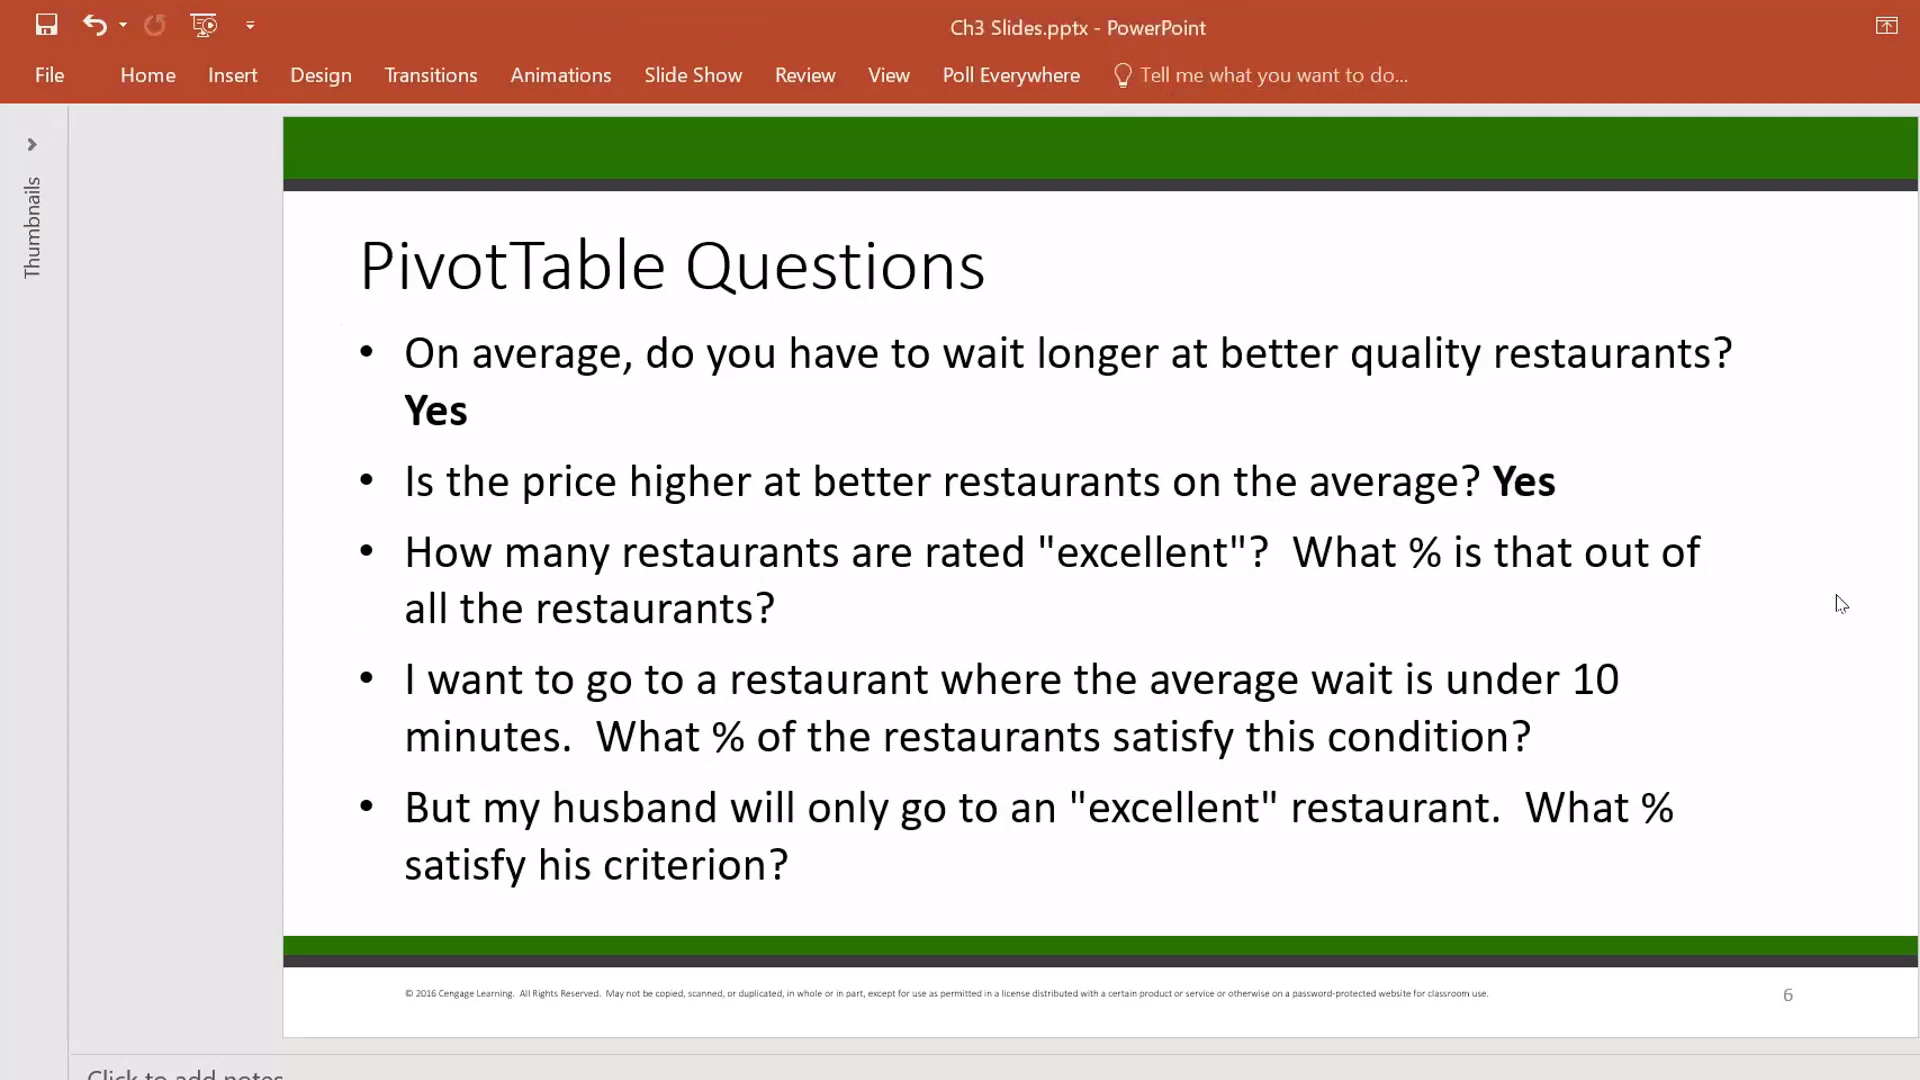 Ch3 Slides.pptx - PowerPoint
File Home Insert Design Transitions Animations Slide Show Review View Poll Everywhere Tell me what you want to do...
Thumbnails
PivotTable Questions
• On average, do you have to wait longer at better quality restaurants?
Yes
• Is the price higher at better restaurants on the average? Yes
• How many restaurants are rated "excellent"?  What % is that out of
all the restaurants?
• I want to go to a restaurant where the average wait is under 10
minutes.  What % of the restaurants satisfy this condition?
• But my husband will only go to an "excellent" restaurant.  What %
satisfy his criterion?
© 2016 Cengage Learning.  All Rights Reserved.  May not be copied, scanned, or duplicated, in whole or in part, except for use as permitted in a license distributed with a certain product or service or otherwise on a password-protected website for classroom use.
6
Click to add notes